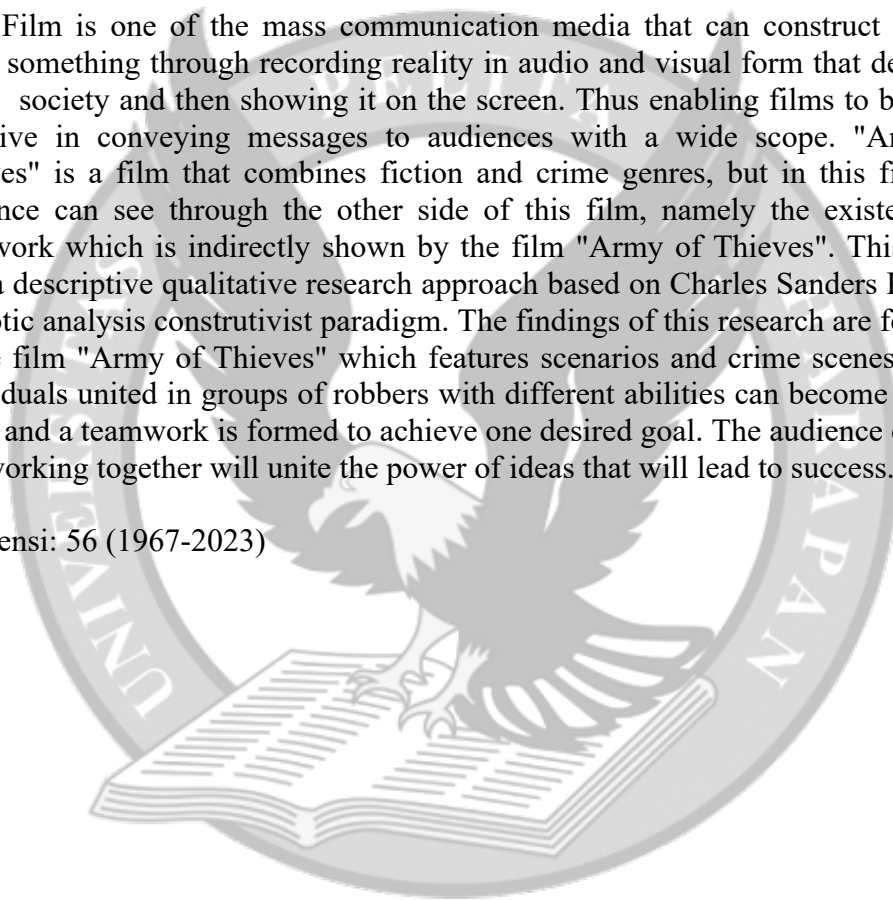 Film is one of the mass communication media that can construct
something through recording reality in audio and visual form that de
society and then showing it on the screen. Thus enabling films to b
ive in conveying messages to audiences with a wide scope. "Ar
es" is a film that combines fiction and crime genres, but in this fi
nce can see through the other side of this film, namely the existe
work which is indirectly shown by the film "Army of Thieves". This
a descriptive qualitative research approach based on Charles Sanders
otic analysis construtivist paradigm. The findings of this research are fo
e film "Army of Thieves" which features scenarios and crime scenes
duals united in groups of robbers with different abilities can become
and a teamwork is formed to achieve one desired goal. The audience
working together will unite the power of ideas that will lead to success.
ensi: 56 (1967-2023)
UNIVERSITAS PELITA HARAPAN